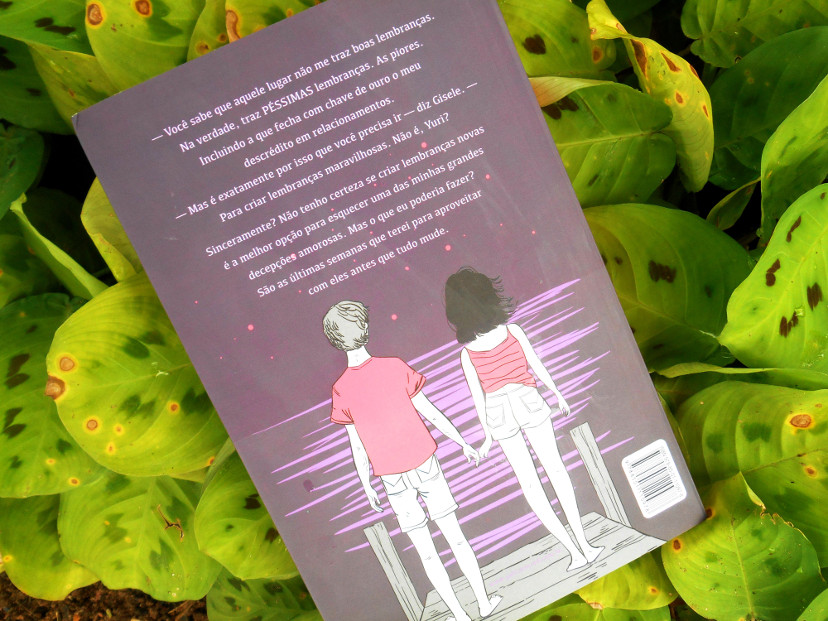 — Você sabe que aquele lugar não me traz boas lembranças.
Na verdade, traz PÉSSIMAS lembranças. As piores.
Incluindo a que fecha com chave de ouro o meu
descrédito em relacionamentos.
— Mas é exatamente por isso que você precisa ir — diz Gisele. —
Para criar lembranças maravilhosas. Não é, Yuri?
Sinceramente? Não tenho certeza se criar lembranças novas
é a melhor opção para esquecer uma das minhas grandes
decepções amorosas. Mas o que eu poderia fazer?
São as últimas semanas que terei para aproveitar
com eles antes que tudo mude.